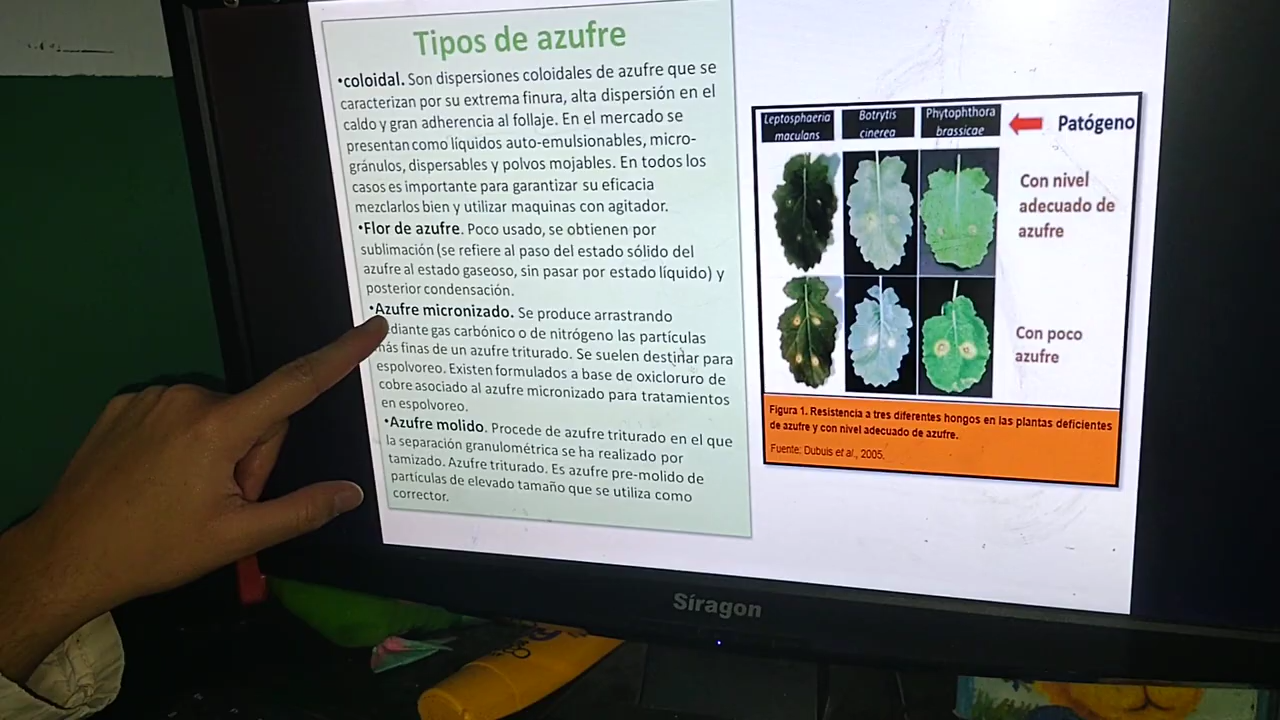 Tipos de azufre
•coloidal. Son dispersiones coloidales de azufre que se
caracterizan por su extrema finura, alta dispersión en el
caldo y gran adherencia al follaje. En el mercado se
presentan como líquidos auto-emulsionables, micro-
gránulos, dispersables y polvos mojables. En todos los
casos es importante para garantizar su eficacia
mezclarlos bien y utilizar maquinas con agitador.
•Flor de azufre. Poco usado, se obtienen por
sublimación (se refiere al paso del estado sólido del
azufre al estado gaseoso, sin pasar por estado líquido) y
posterior condensación.
•Azufre micronizado. Se produce arrastrando
diante gas carbónico o de nitrógeno las partículas
más finas de un azufre triturado. Se suelen destinar para
espolvoreo. Existen formulados a base de oxicloruro de
cobre asociado al azufre micronizado para tratamientos
en espolvoreo.
•Azufre molido. Procede de azufre triturado en el que
la separación granulométrica se ha realizado por
tamizado. Azufre triturado. Es azufre pre-molido de
partículas de elevado tamaño que se utiliza como
corrector.
Leptosphaeria
maculans
Botrytis
cinerea
Phytophthora
brassicae
Patógeno
Con nivel
adecuado de
azufre
Con poco
azufre
Figura 1. Resistencia a tres diferentes hongos en las plantas deficientes
de azufre y con nivel adecuado de azufre.
Fuente: Dubuis et al., 2005.
Síragon